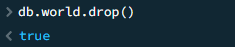 > db.world.drop()
< true